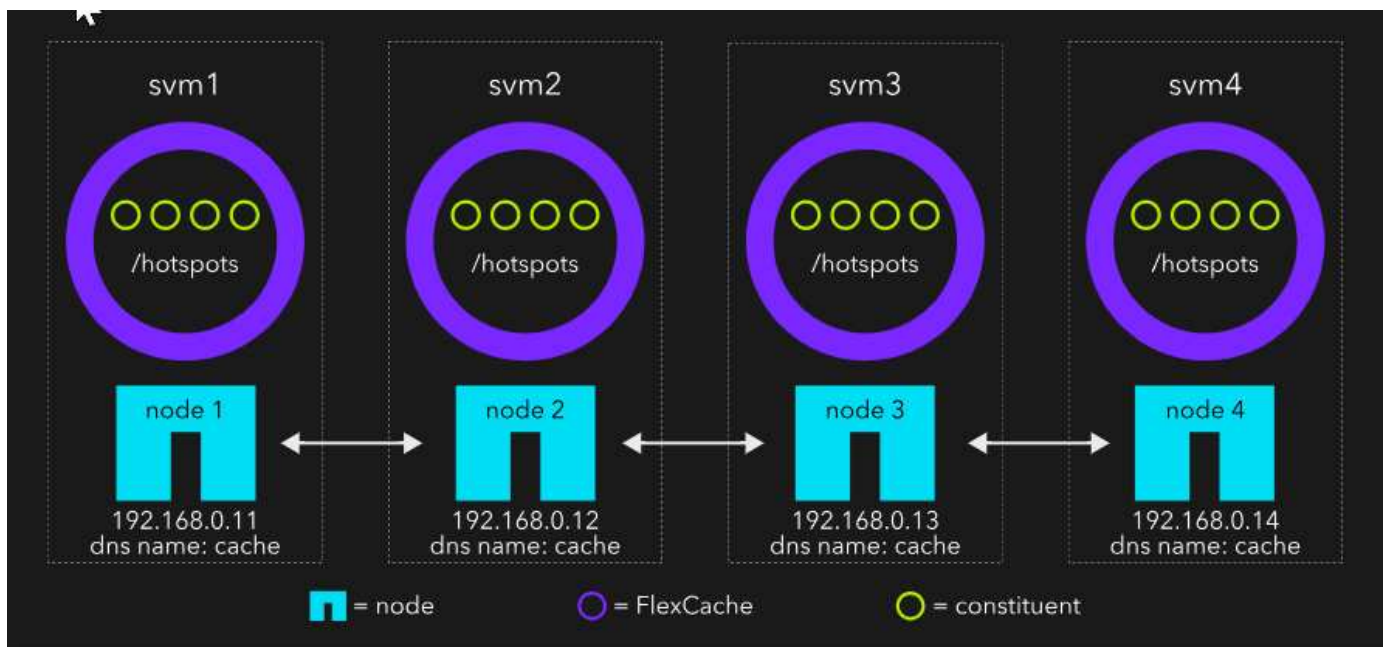 svm1
/hotspots
node 1
192.168.0.11
dns name: cache
svm2
/hotspots
node 2
192.168.0.12
dns name: cache
svm3
/hotspots
node 3
192.168.0.13
dns name: cache
svm4
/hotspots
node 4
192.168.0.14
dns name: cache
= node
= FlexCache
= constituent